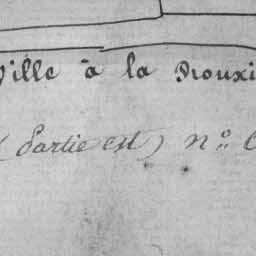 Ville à la Rouxi
(Partie est) N°